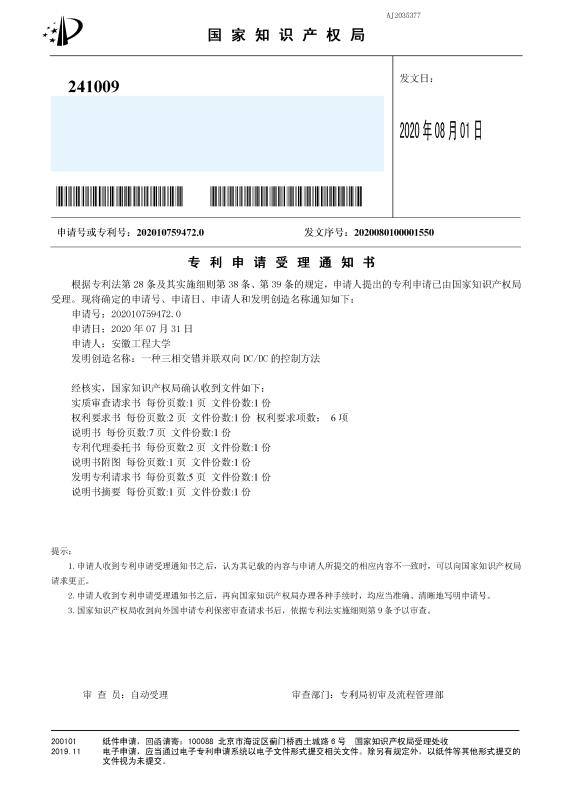 AJ2035377
国家知识产权局
241009
发文日：
2020年08月01日
申请号或专利号：202010759472.0
发文序号：2020080100001550
专利申请受理通知书
根据专利法第28条及其实施细则第38条、第39条的规定，申请人提出的专利申请已由国家知识产权局
受理。现将确定的申请号、申请日、申请人和发明创造名称通知如下：
申请号：202010759472.0
申请日：2020年07月31日
申请人：安徽工程大学
发明创造名称：一种三相交错并联双向DC/DC的控制方法
经核实，国家知识产权局确认收到文件如下：
实质审查请求书 每份页数:1页 文件份数:1份
权利要求书 每份页数:2页 文件份数:1份 权利要求项数： 6项
说明书 每份页数:7页 文件份数:1份
专利代理委托书 每份页数:2页 文件份数:1份
说明书附图 每份页数:1页 文件份数:1份
发明专利请求书 每份页数:5页 文件份数:1份
说明书摘要 每份页数:1页 文件份数:1份
提示：
1.申请人收到专利申请受理通知书之后，认为其记载的内容与申请人所提交的相应内容不一致时，可以向国家知识产权局
请求更正。
2.申请人收到专利申请受理通知书之后，再向国家知识产权局办理各种手续时，均应当准确、清晰地写明申请号。
3.国家知识产权局收到向外国申请专利保密审查请求书后，依据专利法实施细则第9条予以审查。
审 查 员：自动受理
审查部门：专利局初审及流程管理部
200101 纸件申请，回函请寄：100088 北京市海淀区蓟门桥西土城路6号 国家知识产权局受理处收
2019.11 电子申请，应当通过电子专利申请系统以电子文件形式提交相关文件。除另有规定外，以纸件等其他形式提交的
文件视为未提交。